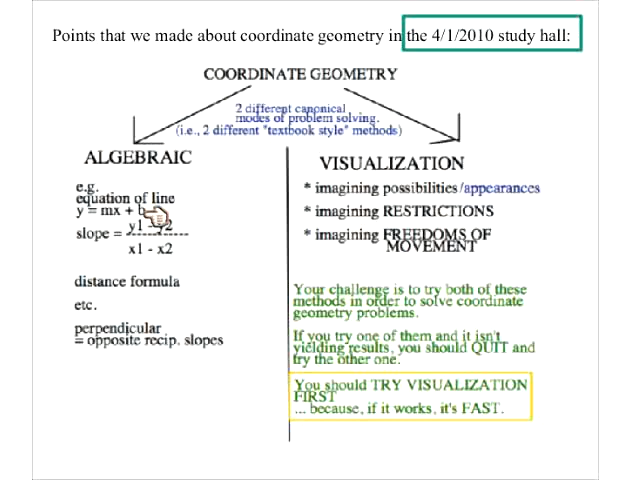 Points that we made about coordinate geometry in the 4/1/2010 study hall:
COORDINATE GEOMETRY
2 different canonical
modes of problem solving.
(i.e., 2 different "textbook style" methods)
ALGEBRAIC
e.g.
equation of line
y = mx + b
slope = y1 - y2
--------
x1 - x2
distance formula
etc.
perpendicular
= opposite recip. slopes
VISUALIZATION
* imagining possibilities/appearances
* imagining RESTRICTIONS
* imagining FREEDOMS OF
MOVEMENT
Your challenge is to try both of these
methods in order to solve coordinate
geometry problems.
If you try one of them and it isn't
yielding results, you should QUIT and
try the other one.
You should TRY VISUALIZATION
FIRST
... because, if it works, it's FAST.